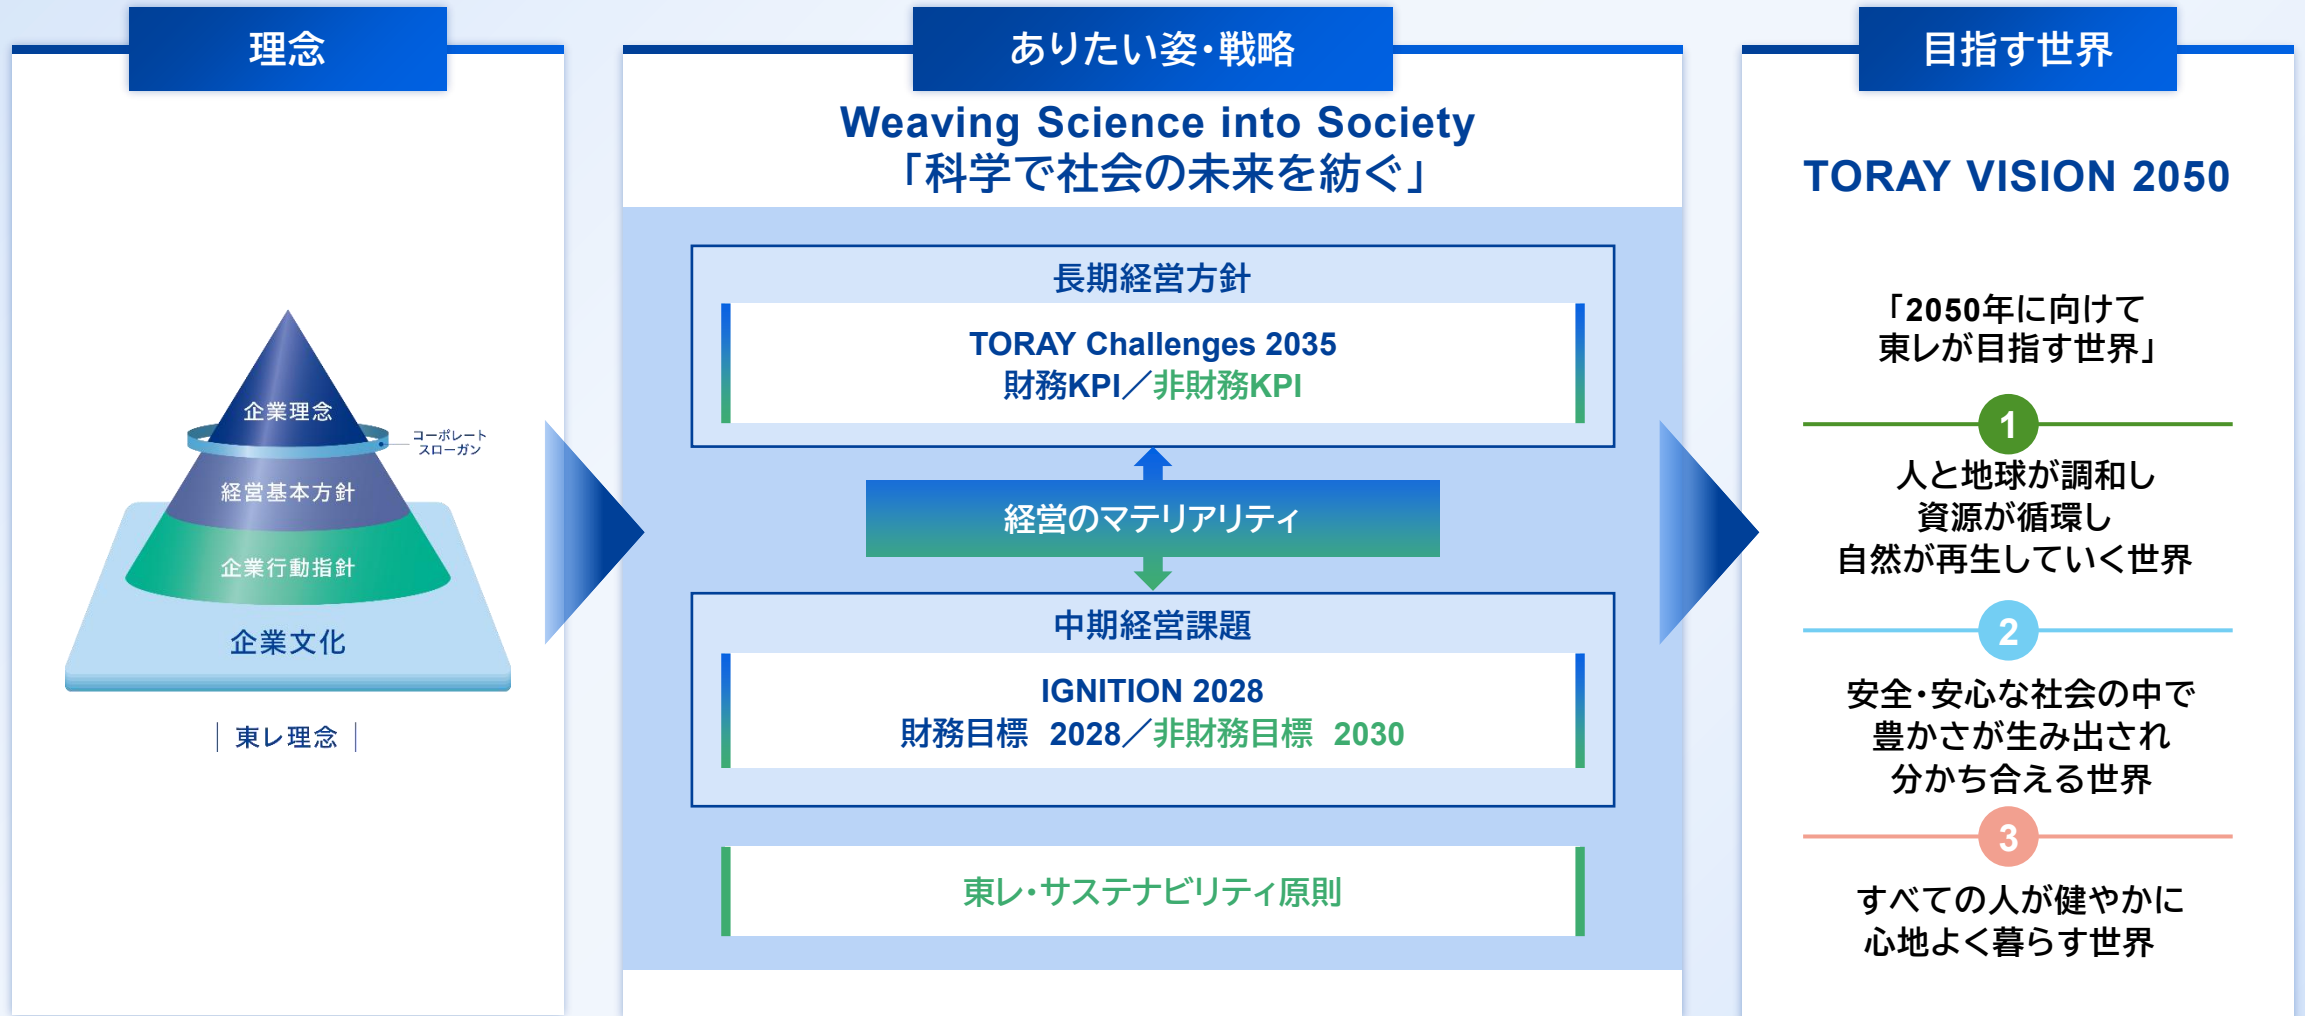 理念
企業理念
コーポレート
スローガン
経営基本方針
企業行動指針
企業文化
東レ理念
ありたい姿・戦略
Weaving Science into Society
「科学で社会の未来を紡ぐ」
長期経営方針
TORAY Challenges 2035
財務KPI／非財務KPI
経営のマテリアリティ
中期経営課題
IGNITION 2028
財務目標 2028／非財務目標 2030
東レ・サステナビリティ原則
目指す世界
TORAY VISION 2050
「2050年に向けて
東レが目指す世界」
1
人と地球が調和し
資源が循環し
自然が再生していく世界
2
安全・安心な社会の中で
豊かさが生み出され
分かち合える世界
3
すべての人が健やかに
心地よく暮らす世界